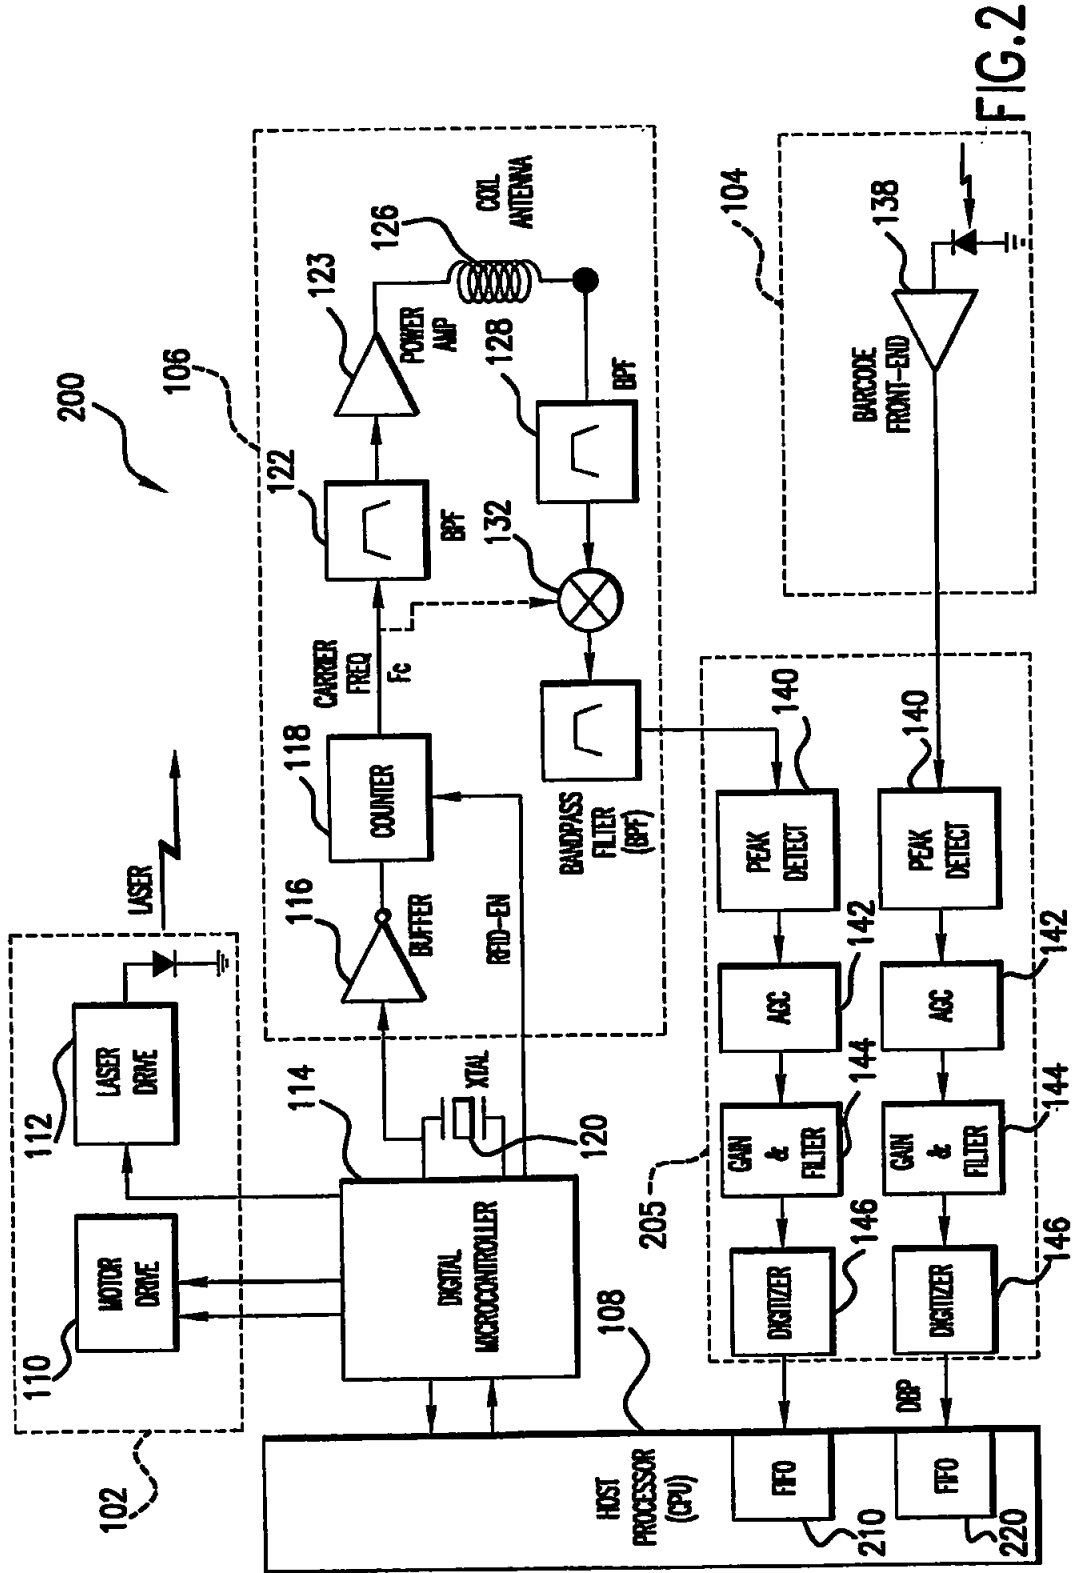 FIG.2
200
102
110
MOTOR
DRIVE
112
LASER
DRIVE
LASER
106
114
DIGITAL
MICROCONTROLLER
120
XTAL
116
BUFFER
RFID-EN
118
COUNTER
CARRIER
FREQ
Fc
122
BPF
123
POWER
AMP
126
COIL
ANTENNA
128
BPF
132
BANDPASS
FILTER
(BPF)
108
HOST
PROCESSOR
(CPU)
FIFO
210
FIFO
220
DBP
205
DIGITIZER
146
GAIN
&
FILTER
144
AGC
142
PEAK
DETECT
140
DIGITIZER
146
GAIN
&
FILTER
144
AGC
142
PEAK
DETECT
140
104
138
BARCODE
FRONT-END